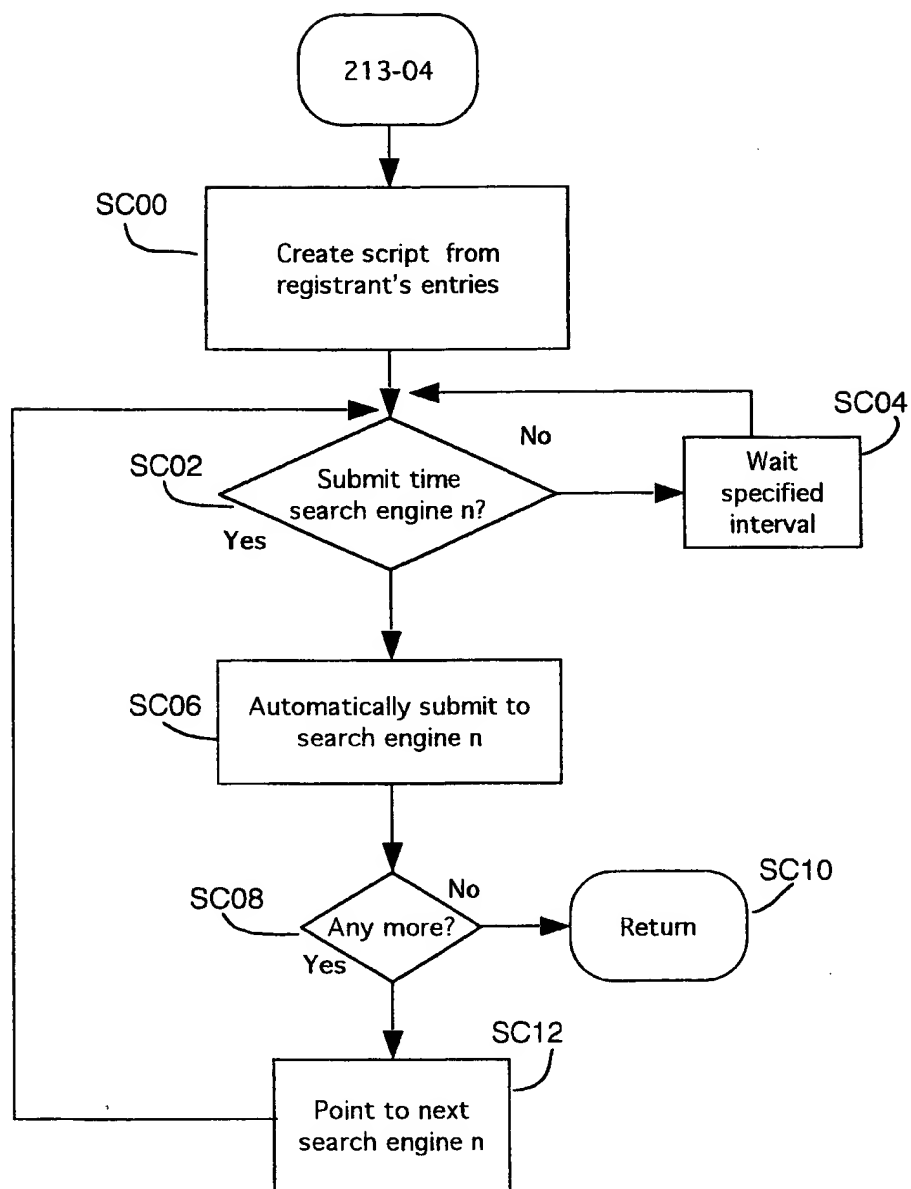 213-04
SC00
Create script from
registrant's entries
SC04
No
SC02
Submit time
search engine n?
Wait
specified
interval
Yes
SC06
Automatically submit to
search engine n
SC10
SC08
No
Any more?
Return
Yes
SC12
Point to next
search engine n